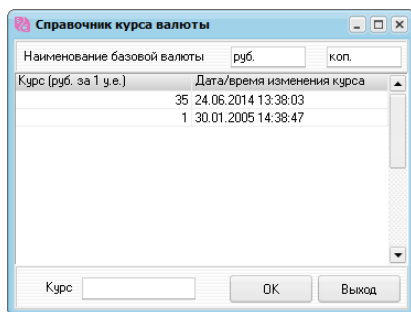 Справочник курса валюты
Наименование базовой валюты руб. коп.
Курс (руб. за 1 у.е.) Дата/время изменения курса
35 24.06.2014 13:38:03
1 30.01.2005 14:38:47
Курс ОК Выход